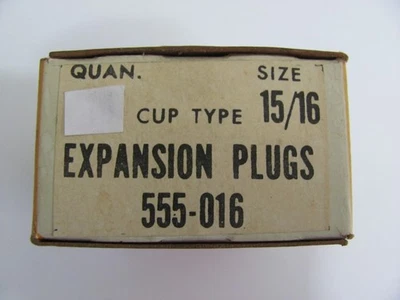 QUAN. SIZE
CUP TYPE 15/16
EXPANSION PLUGS
555-016